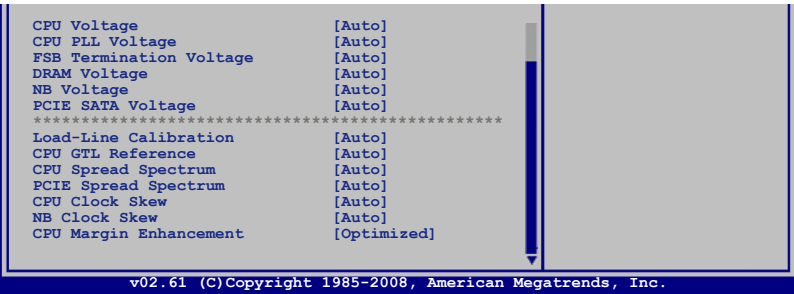 CPU Voltage [Auto]
CPU PLL Voltage [Auto]
FSB Termination Voltage [Auto]
DRAM Voltage [Auto]
NB Voltage [Auto]
PCIE SATA Voltage [Auto]
*************************************************
Load-Line Calibration [Auto]
CPU GTL Reference [Auto]
CPU Spread Spectrum [Auto]
PCIE Spread Spectrum [Auto]
CPU Clock Skew [Auto]
NB Clock Skew [Auto]
CPU Margin Enhancement [Optimized]
v02.61 (C)Copyright 1985-2008, American Megatrends, Inc.